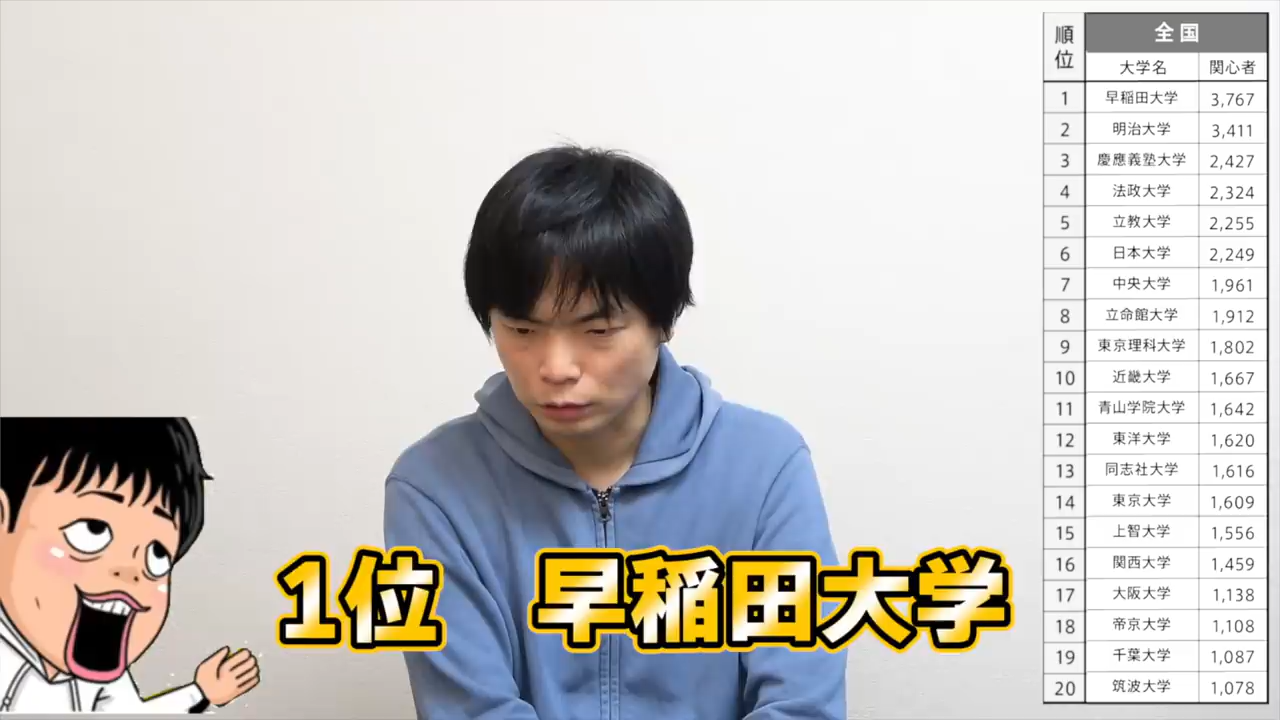 順位 全国
大学名 関心者
1 早稲田大学 3,767
2 明治大学 3,411
3 慶應義塾大学 2,427
4 法政大学 2,324
5 立教大学 2,255
6 日本大学 2,249
7 中央大学 1,961
8 立命館大学 1,912
9 東京理科大学 1,802
10 近畿大学 1,667
11 青山学院大学 1,642
12 東洋大学 1,620
13 同志社大学 1,616
14 東京大学 1,609
15 上智大学 1,556
16 関西大学 1,459
17 大阪大学 1,138
18 帝京大学 1,108
19 千葉大学 1,087
20 筑波大学 1,078
1位 早稲田大学